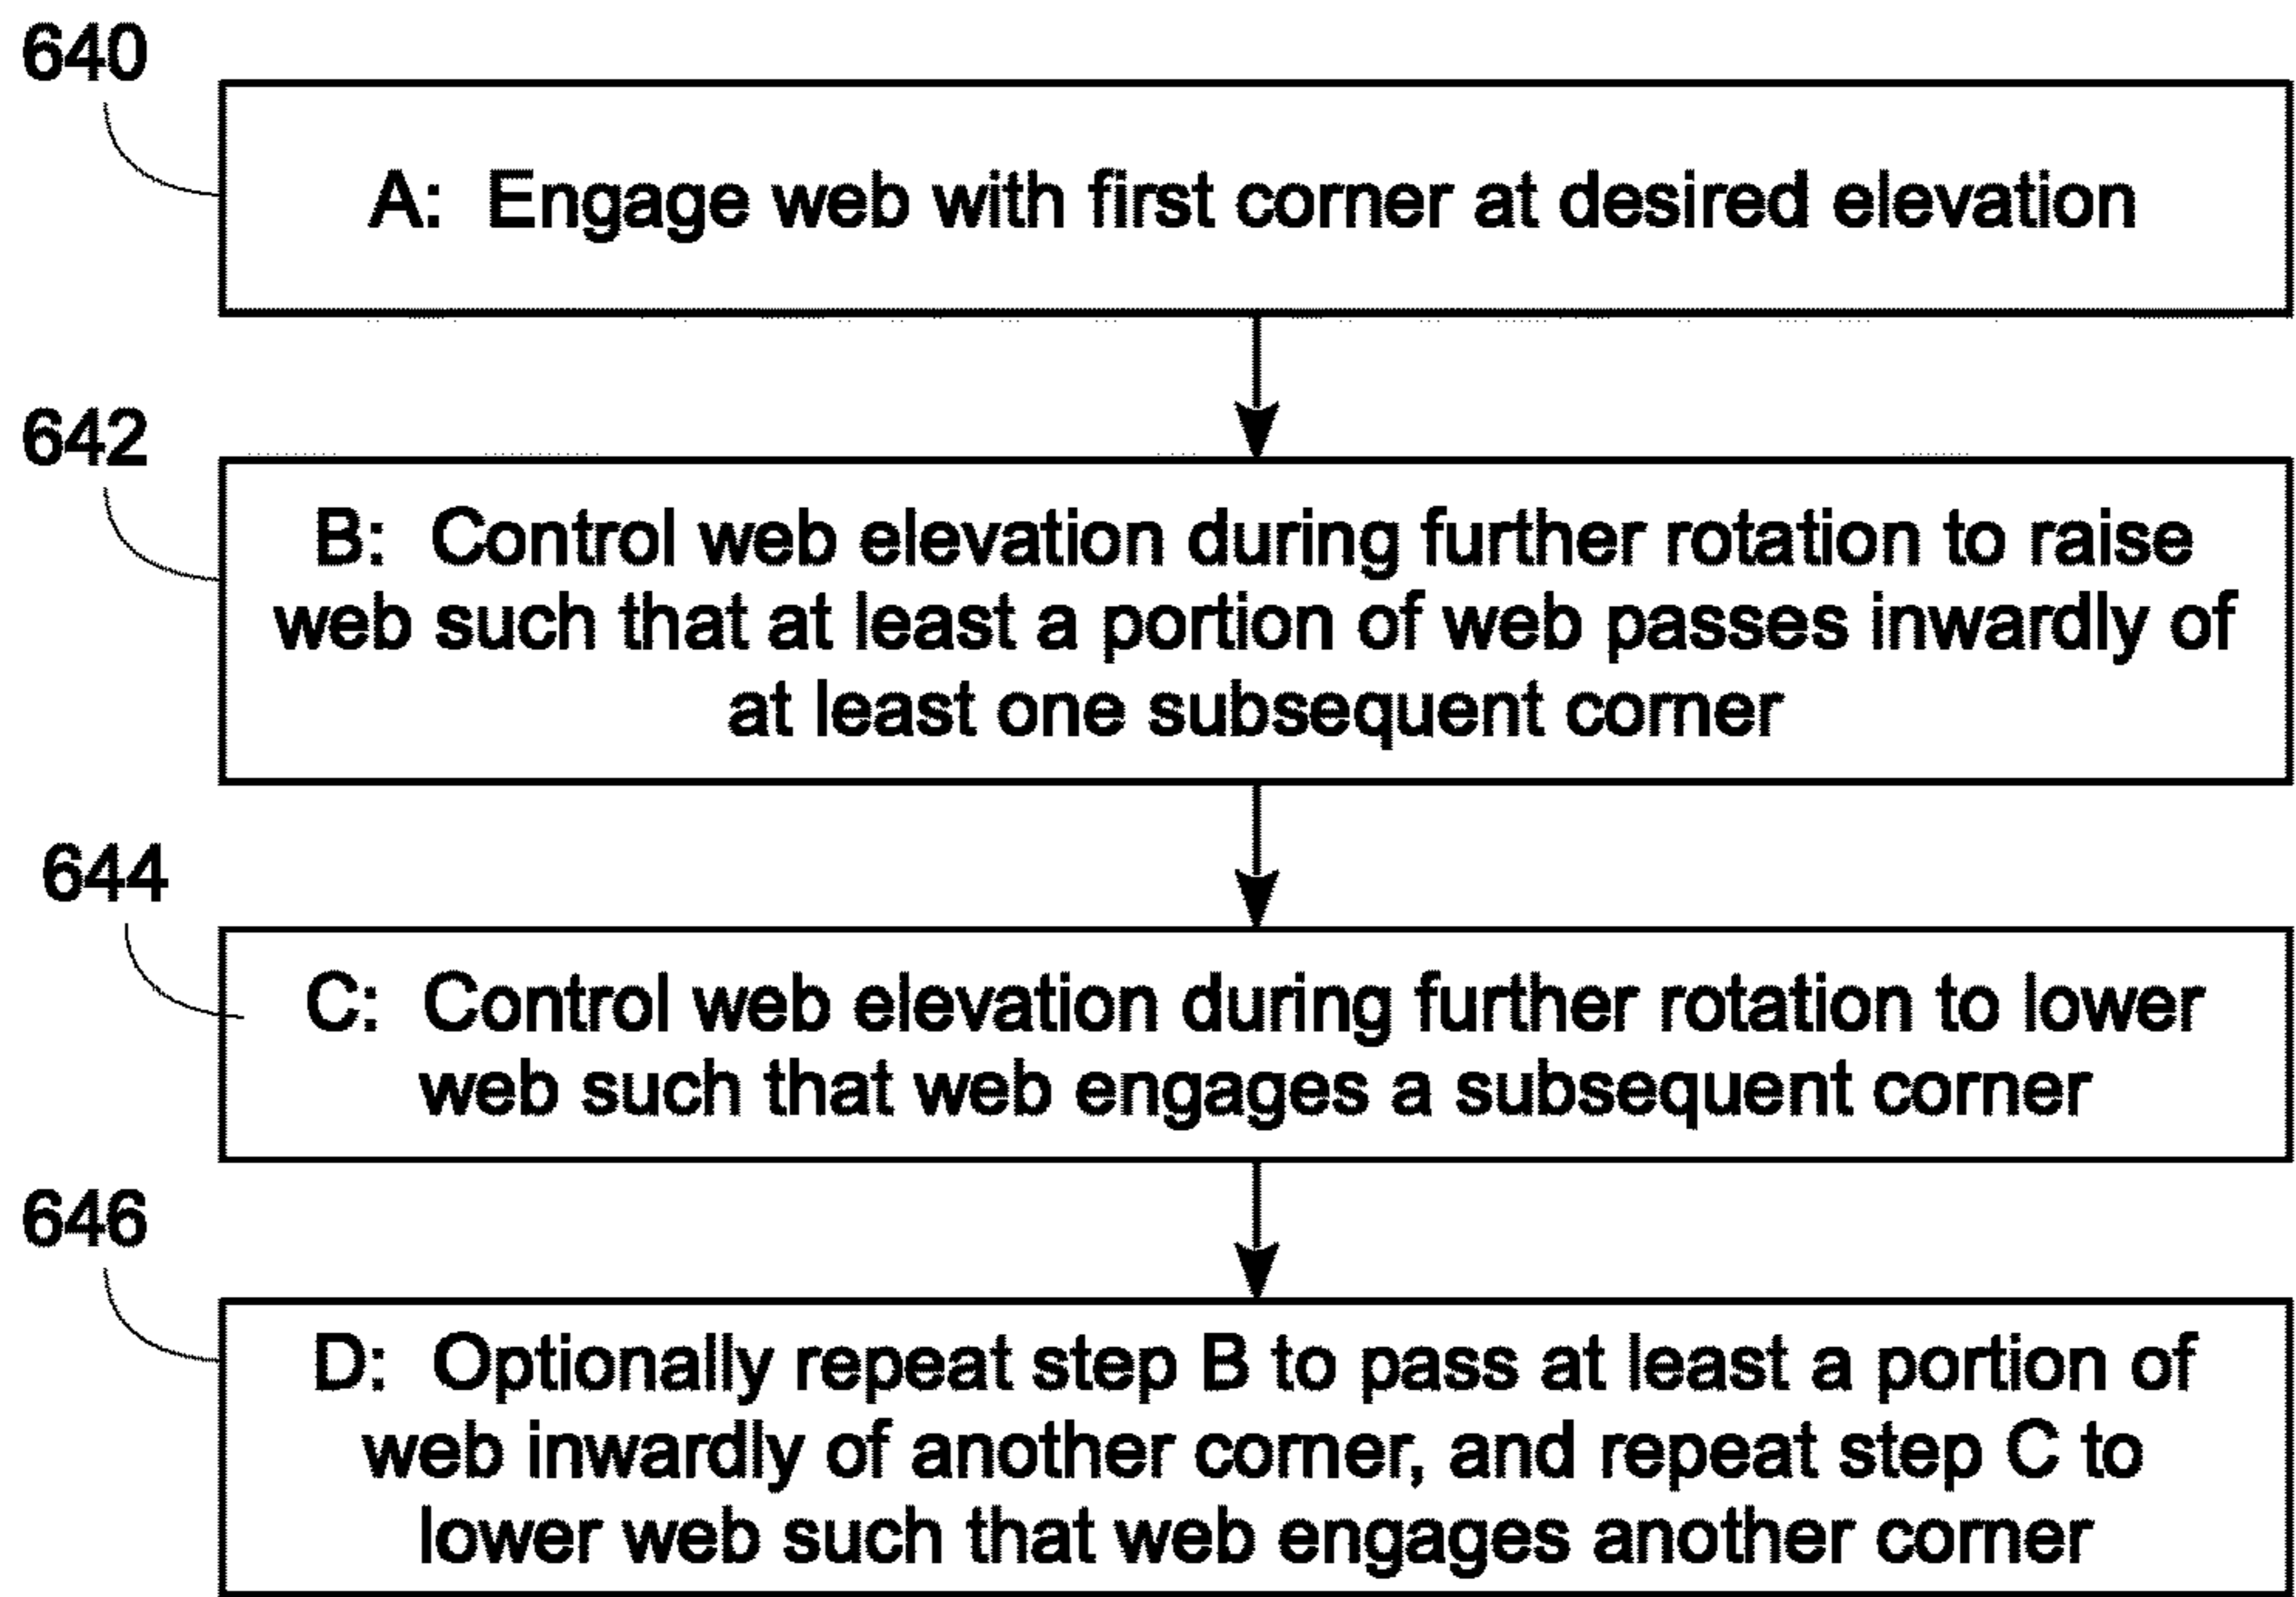 640
A: Engage web with first corner at desired elevation
642
B: Control web elevation during further rotation to raise
web such that at least a portion of web passes inwardly of
at least one subsequent corner
644
C: Control web elevation during further rotation to lower
web such that web engages a subsequent corner
646
D: Optionally repeat step B to pass at least a portion of
web inwardly of another corner, and repeat step C to
lower web such that web engages another corner